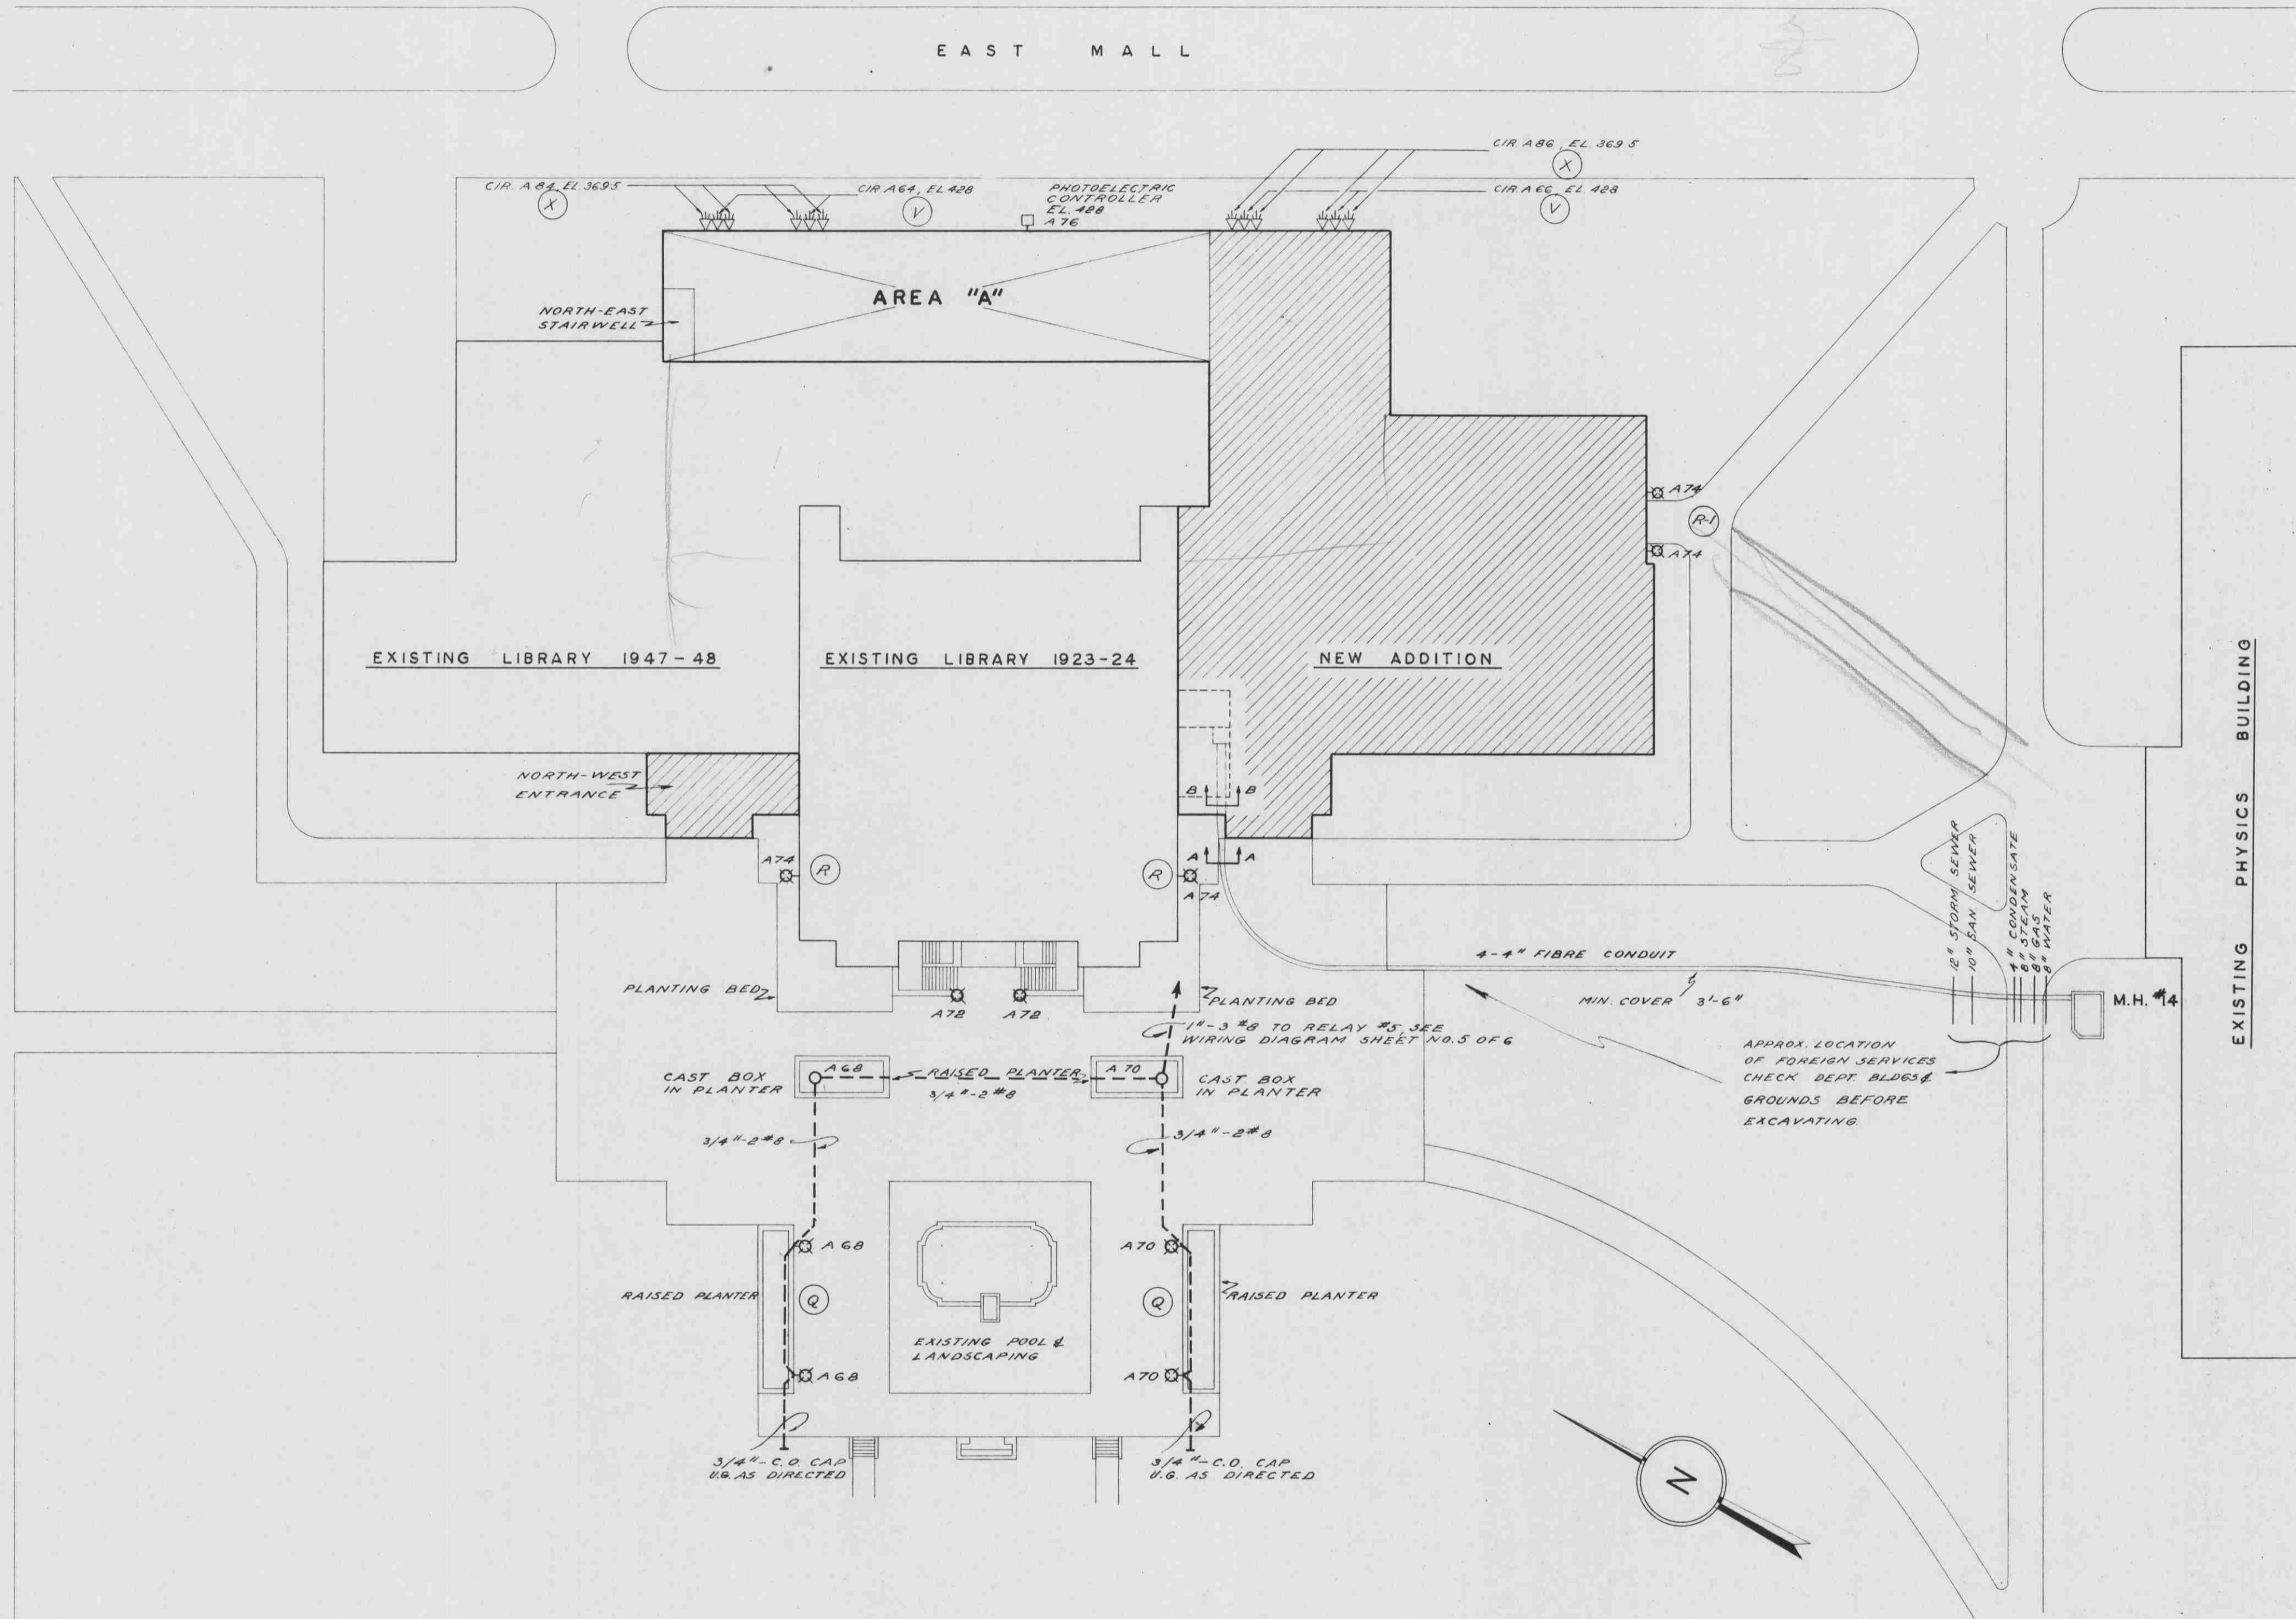 EAST MALL
CIR. A86, EL. 369.5
X
CIR. A84, EL. 369.5
X
CIR. A64, EL. 428
V
PHOTOELECTRIC
CONTROLLER
EL. 428
A76
CIR. A66, EL. 428
V
AREA "A"
NORTH-EAST
STAIRWELL
A74
R-1
A74
EXISTING LIBRARY 1947-48
EXISTING LIBRARY 1923-24
NEW ADDITION
EXISTING PHYSICS BUILDING
NORTH-WEST
ENTRANCE
B B
A A
A74
R
R
A74
12" STORM SEWER
10" SAN. SEWER
4" CONDENSATE
8" STEAM
8" GAS
8" WATER
4-4" FIBRE CONDUIT
MIN. COVER 3'-6"
M.H. #14
PLANTING BED
A72 A72
PLANTING BED
1"-3 #8 TO RELAY #5, SEE
WIRING DIAGRAM SHEET NO. 5 OF 6
APPROX. LOCATION
OF FOREIGN SERVICES
CHECK DEPT. BLDGS &
GROUNDS BEFORE
EXCAVATING.
CAST BOX
IN PLANTER
A68
RAISED PLANTER
3/4"-2#8
A70
CAST BOX
IN PLANTER
3/4"-2#8
3/4"-2#8
A68
A70
RAISED PLANTER
Q
Q
RAISED PLANTER
EXISTING POOL &
LANDSCAPING
A68
A70
3/4"-C.O. CAP
U.G. AS DIRECTED
3/4"-C.O. CAP
U.G. AS DIRECTED
N